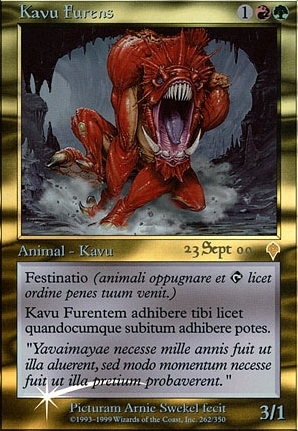 Kavu Furens 1
Animal - Kavu 23 Sept 00
Festinatio (animali oppugnare et licet
ordine penes tuum venit.)
Kavu Furentem adhibere tibi licet
quandocumque subitum adhibere potes.
"Yavaimayae necesse mille annis fuit ut
illa aluerent, sed modo momentum necesse
fuit ut illa pretium probaverent."
Picturam Arnie Swekel fecit
©1993-1999 Wizards of the Coast, Inc. 262/350
3/1